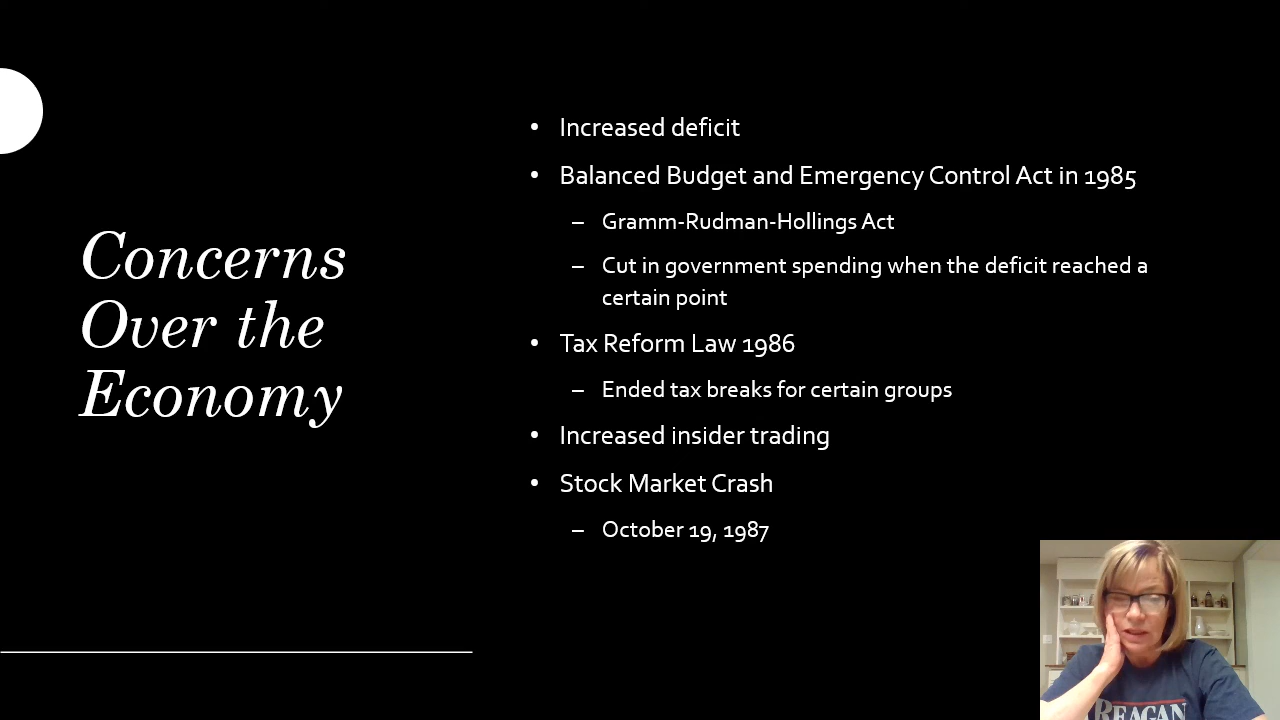 Concerns
Over the
Economy
• Increased deficit
• Balanced Budget and Emergency Control Act in 1985
– Gramm-Rudman-Hollings Act
– Cut in government spending when the deficit reached a
certain point
• Tax Reform Law 1986
– Ended tax breaks for certain groups
• Increased insider trading
• Stock Market Crash
– October 19, 1987
REAGAN